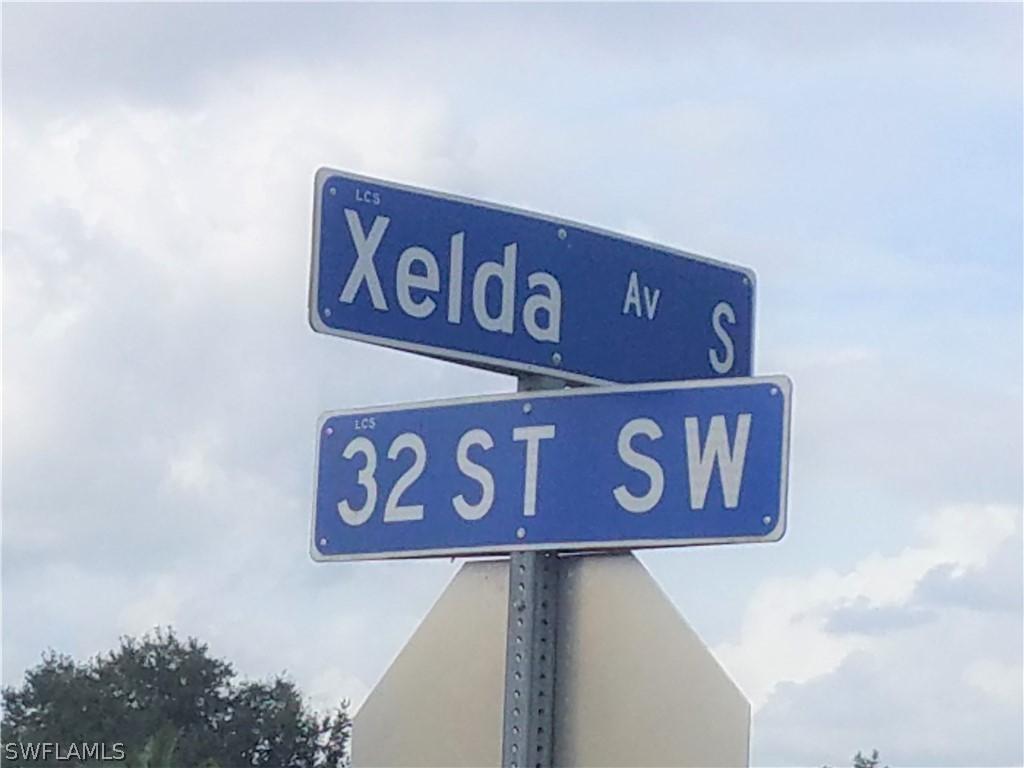 LCS
Xelda Av S
LCS
32 ST SW
SWFLAMLS